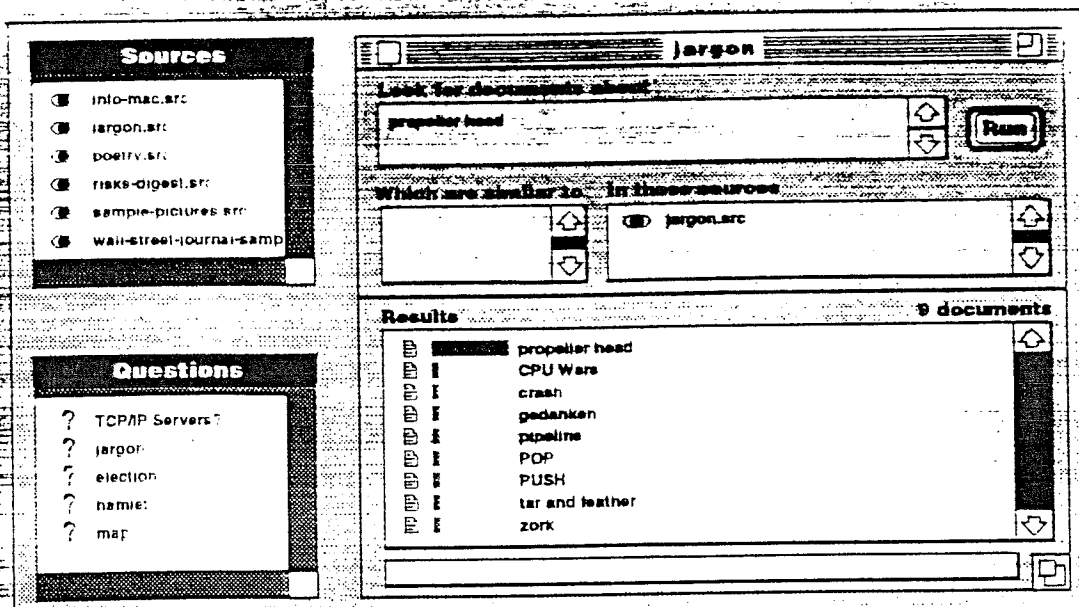 Sources
info-mac.src
jargon.src
poetry.src
risks-digest.src
sample-pictures.src
wall-street-journal-samp
Questions
TCP/IP Servers?
jargon
election
hamlet
map
jargon
Look for documents about
propeller head
Run
Which are similar to
In these sources
jargon.src
Results
9 documents
propeller head
CPU Wars
crash
gedanken
pipeline
POP
PUSH
tar and feather
zork